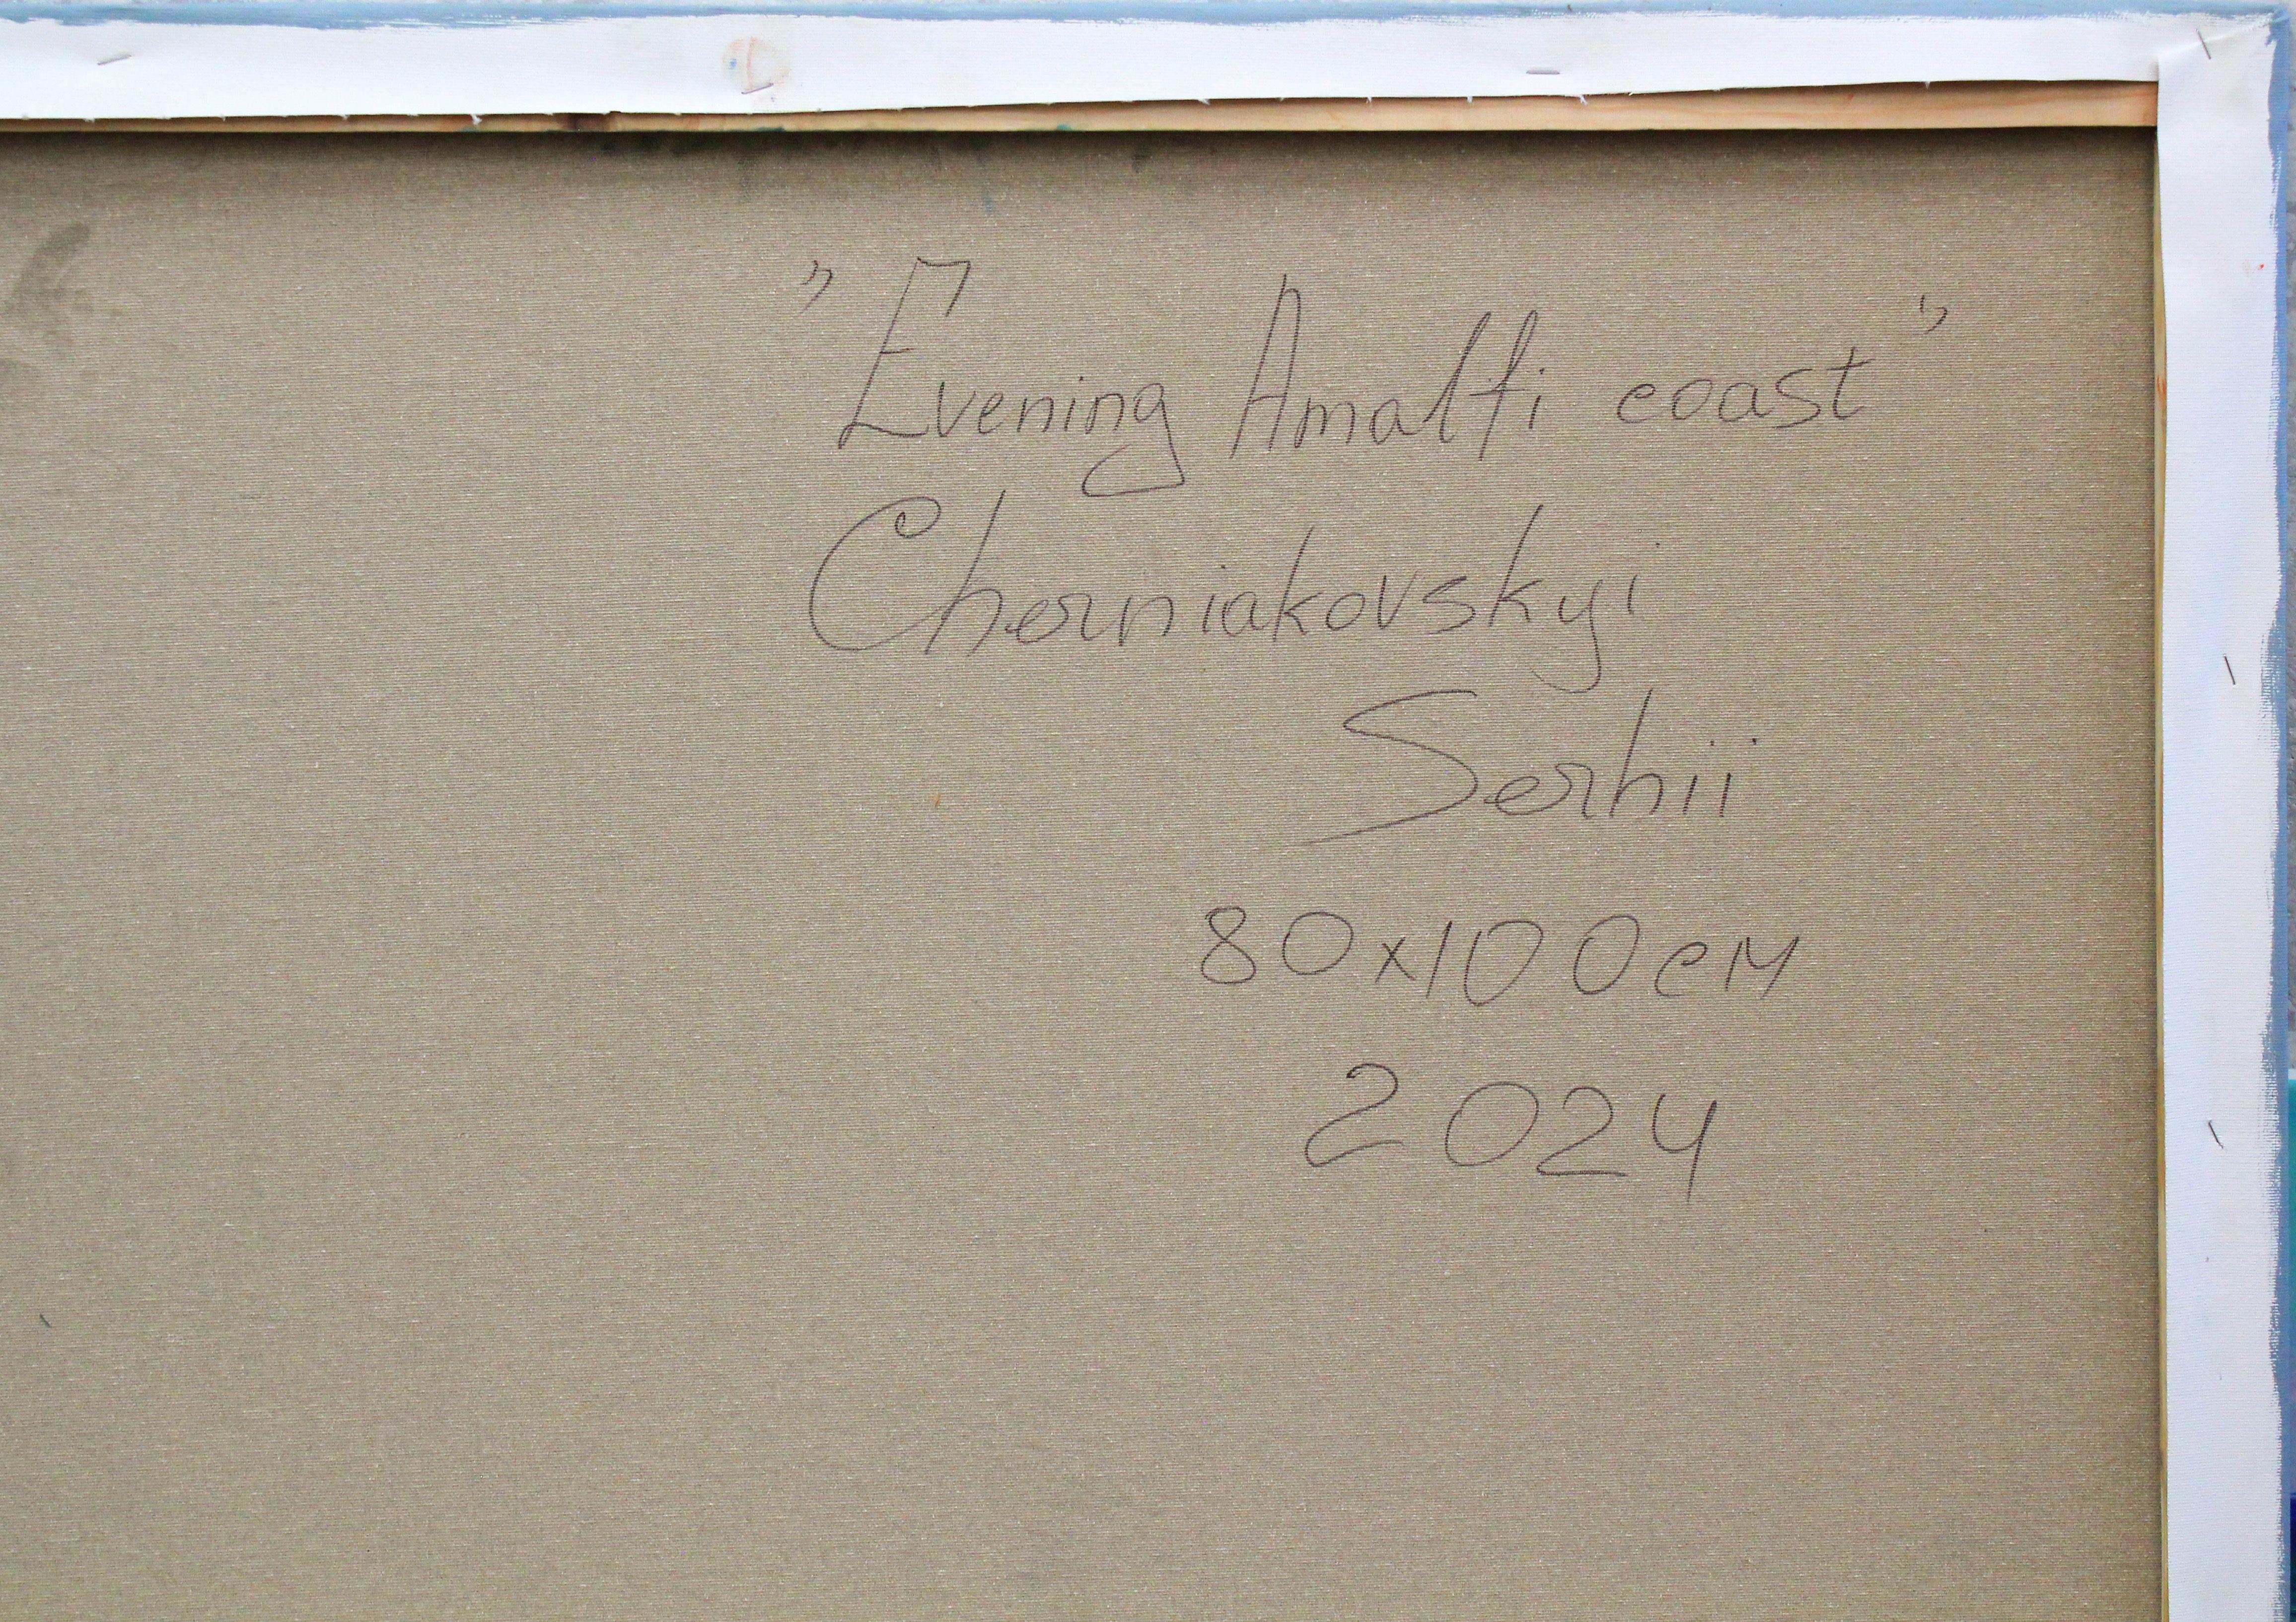 "Evening Amalfi coast"
Cherniakovskyi
Serhii
80x100см
2024